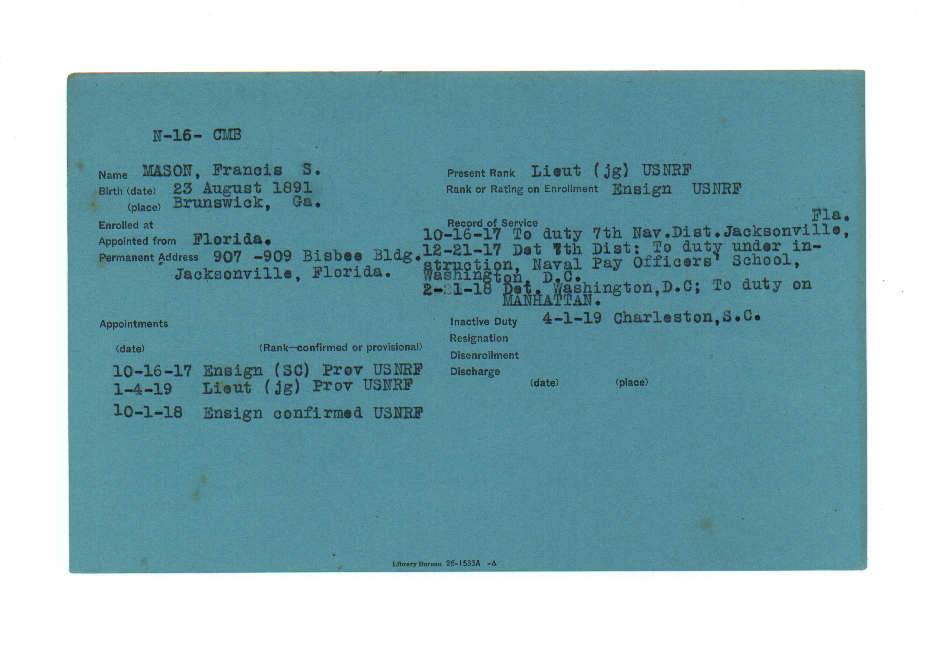 N-16- CMB
Name MASON, Francis S.
Birth (date) 23 August 1891
(place) Brunswick, Ga.
Enrolled at
Appointed from Florida.
Permanent Address 907 -909 Bisbee Bldg.
Jacksonville, Florida.
Present Rank Lieut (jg) USNRF
Rank or Rating on Enrollment Ensign USNRF
Fla.
Record of Service
10-16-17 To duty 7th Nav.Dist.Jacksonville,
12-21-17 Det 7th Dist: To duty under in-
struction, Naval Pay Officers' School,
Washington, D.C.
2-21-18 Det. Washington,D.C; To duty on
MANHATTAN.
Appointments
(date) (Rank—confirmed or provisional)
10-16-17 Ensign (SC) Prov USNRF
1-4-19 Lieut (jg) Prov USNRF
10-1-18 Ensign confirmed USNRF
Inactive Duty 4-1-19 Charleston,S.C.
Resignation
Disenrollment
Discharge
(date) (place)
Library Bureau 26-1533A -A